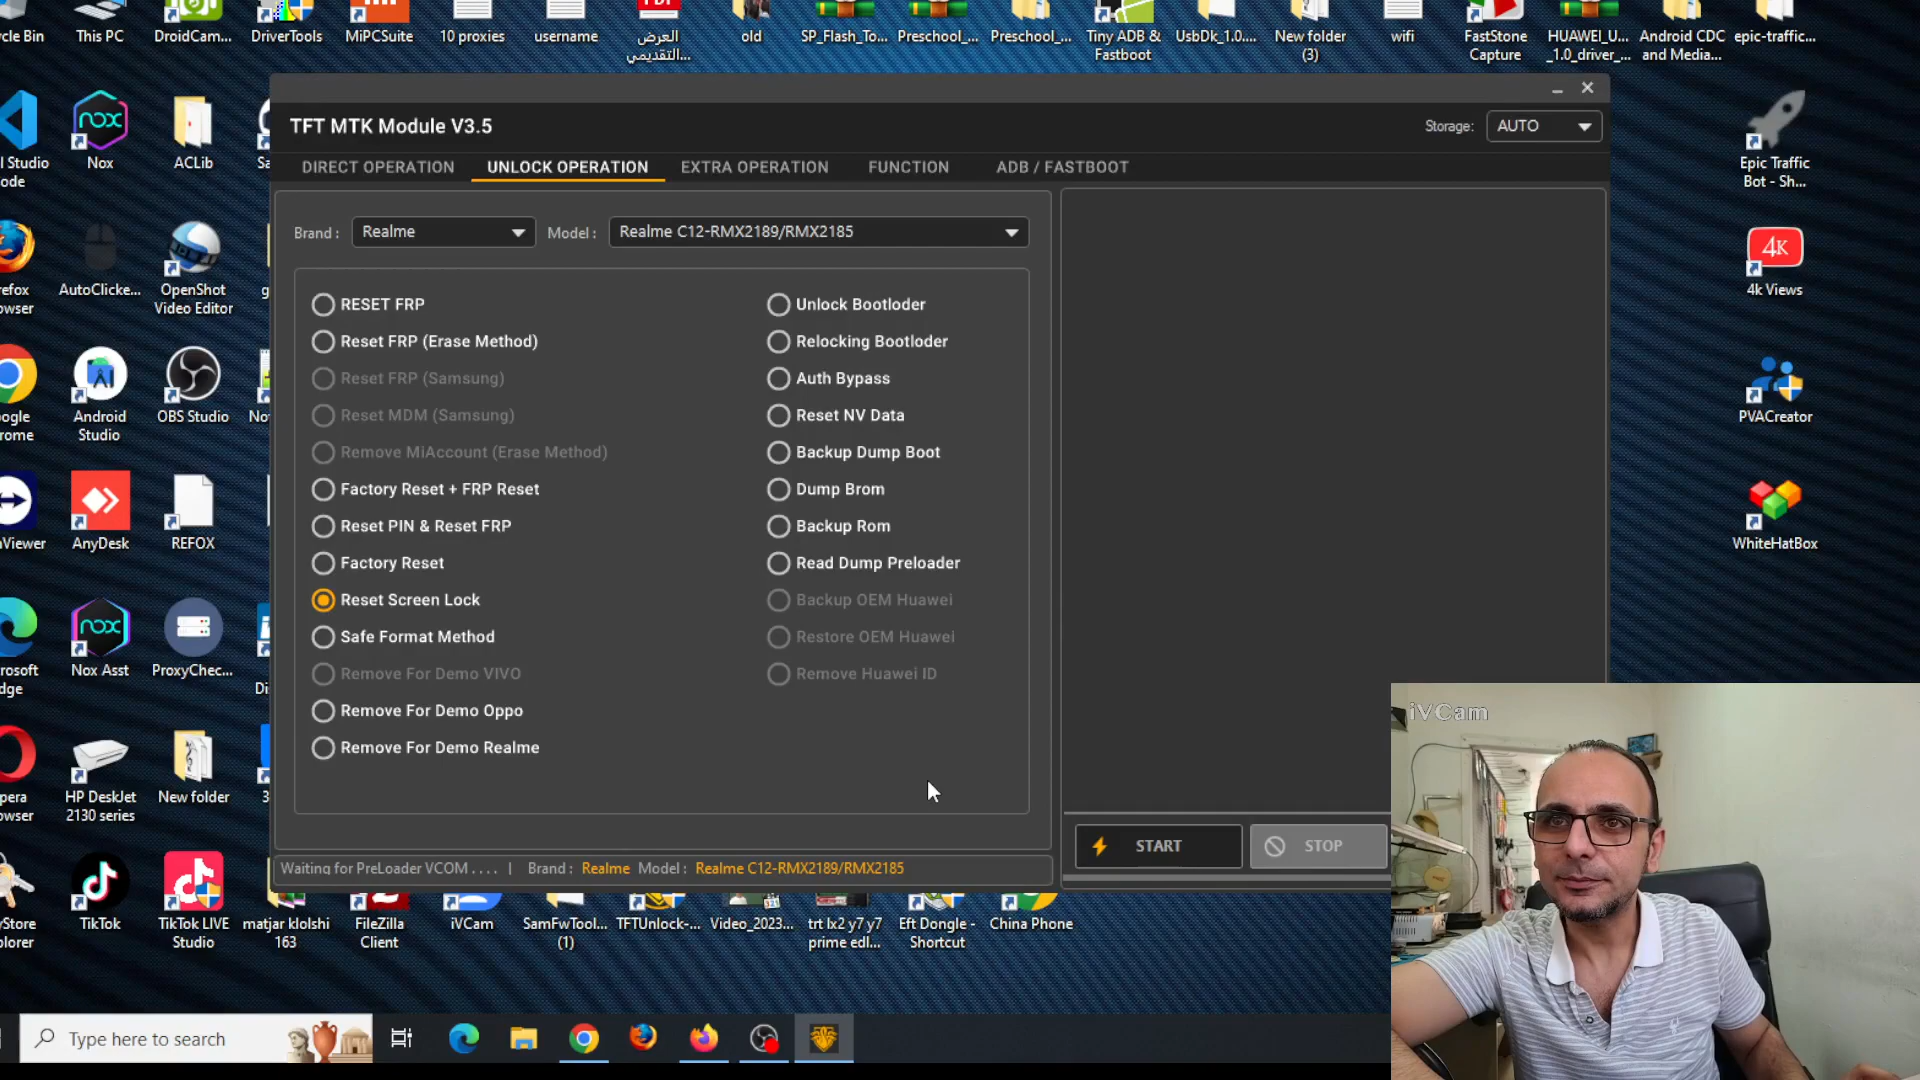 cle Bin
This PC
DroidCam...
DriverTools
MiPCSuite
10 proxies
username
العرض
التقديمي...
old
SP_Flash_To...
Preschool_...
Preschool_...
Tiny ADB &
Fastboot
UsbDk_1.0....
New folder
(3)
wifi
FastStone
Capture
HUAWEI_U...
_1.0_driver_...
Android CDC
and Media...
epic-traffic...
TFT MTK Module V3.5
Storage:
AUTO
DIRECT OPERATION
UNLOCK OPERATION
EXTRA OPERATION
FUNCTION
ADB / FASTBOOT
Brand :
Realme
Model :
Realme C12-RMX2189/RMX2185
RESET FRP
Reset FRP (Erase Method)
Reset FRP (Samsung)
Reset MDM (Samsung)
Remove MiAccount (Erase Method)
Factory Reset + FRP Reset
Reset PIN & Reset FRP
Factory Reset
Reset Screen Lock
Safe Format Method
Remove For Demo VIVO
Remove For Demo Oppo
Remove For Demo Realme
Unlock Bootloder
Relocking Bootloder
Auth Bypass
Reset NV Data
Backup Dump Boot
Dump Brom
Backup Rom
Read Dump Preloader
Backup OEM Huawei
Restore OEM Huawei
Remove Huawei ID
START
STOP
Waiting for PreLoader VCOM . . . . | Brand : Realme Model : Realme C12-RMX2189/RMX2185
l Studio
ode
Nox
ACLib
Sa
refox
owser
AutoClicke...
OpenShot
Video Editor
g
ogle
rome
Android
Studio
OBS Studio
No
nViewer
AnyDesk
REFOX
rosoft
dge
Nox Asst
ProxyChec...
Di
pera
owser
HP DeskJet
2130 series
New folder
3
yStore
plorer
TikTok
TikTok LIVE
Studio
matjar klolshi
163
FileZilla
Client
iVCam
SamFwTool...
(1)
TFTUnlock-...
Video_2023...
trt lx2 y7 y7
prime edl...
Eft Dongle -
Shortcut
China Phone
Epic Traffic
Bot - Sh...
4K
4k Views
PVACreator
WhiteHatBox
iVCam
Type here to search